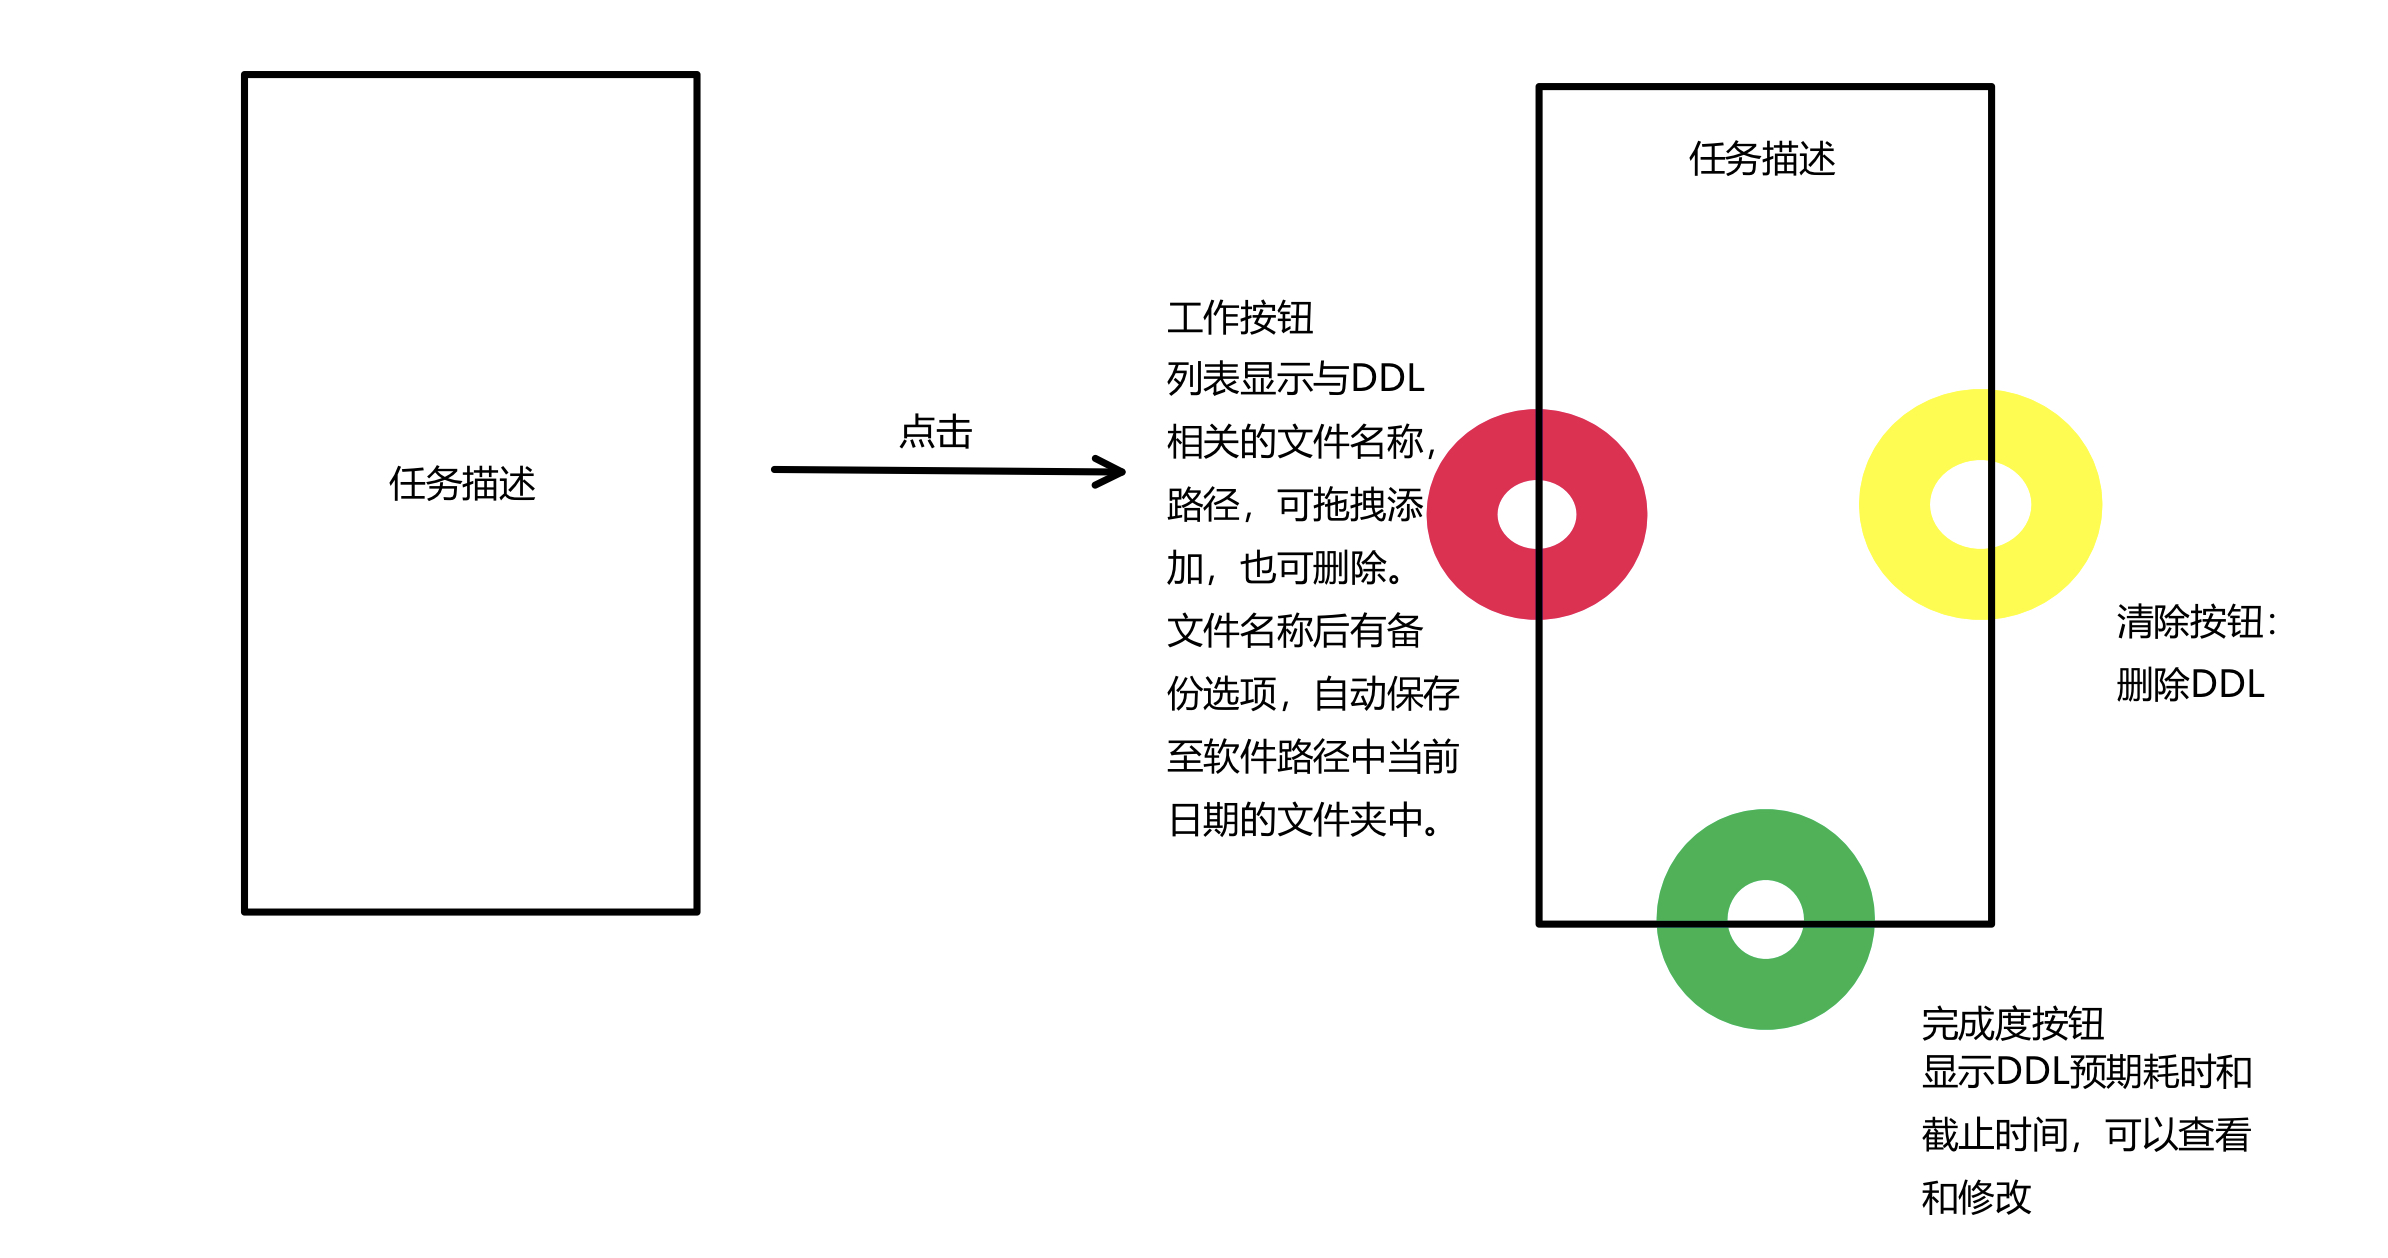 任务描述
点击
工作按钮
列表显示与DDL
相关的文件名称，
路径，可拖拽添
加，也可删除。
文件名称后有备
份选项，自动保存
至软件路径中当前
日期的文件夹中。
任务描述
清除按钮：
删除DDL
完成度按钮
显示DDL预期耗时和
截止时间，可以查看
和修改